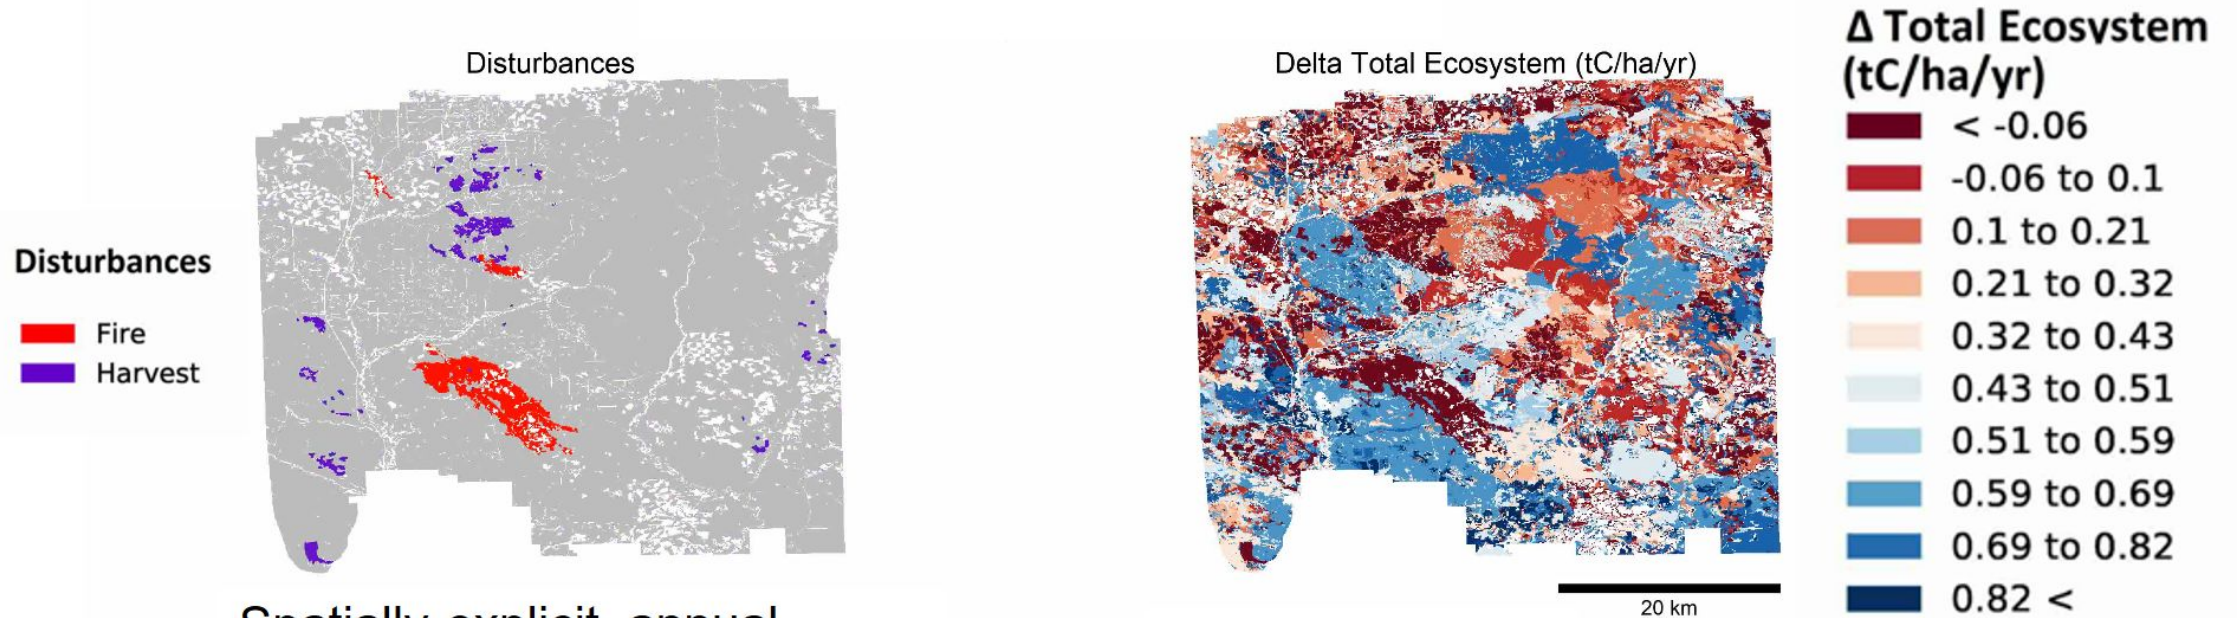 Disturbances
Fire
Harvest
Disturbances
Delta Total Ecosystem (tC/ha/yr)
20 km
Δ Total Ecosystem
(tC/ha/yr)
< -0.06
-0.06 to 0.1
0.1 to 0.21
0.21 to 0.32
0.32 to 0.43
0.43 to 0.51
0.51 to 0.59
0.59 to 0.69
0.69 to 0.82
0.82 <
Spatially explicit, annual